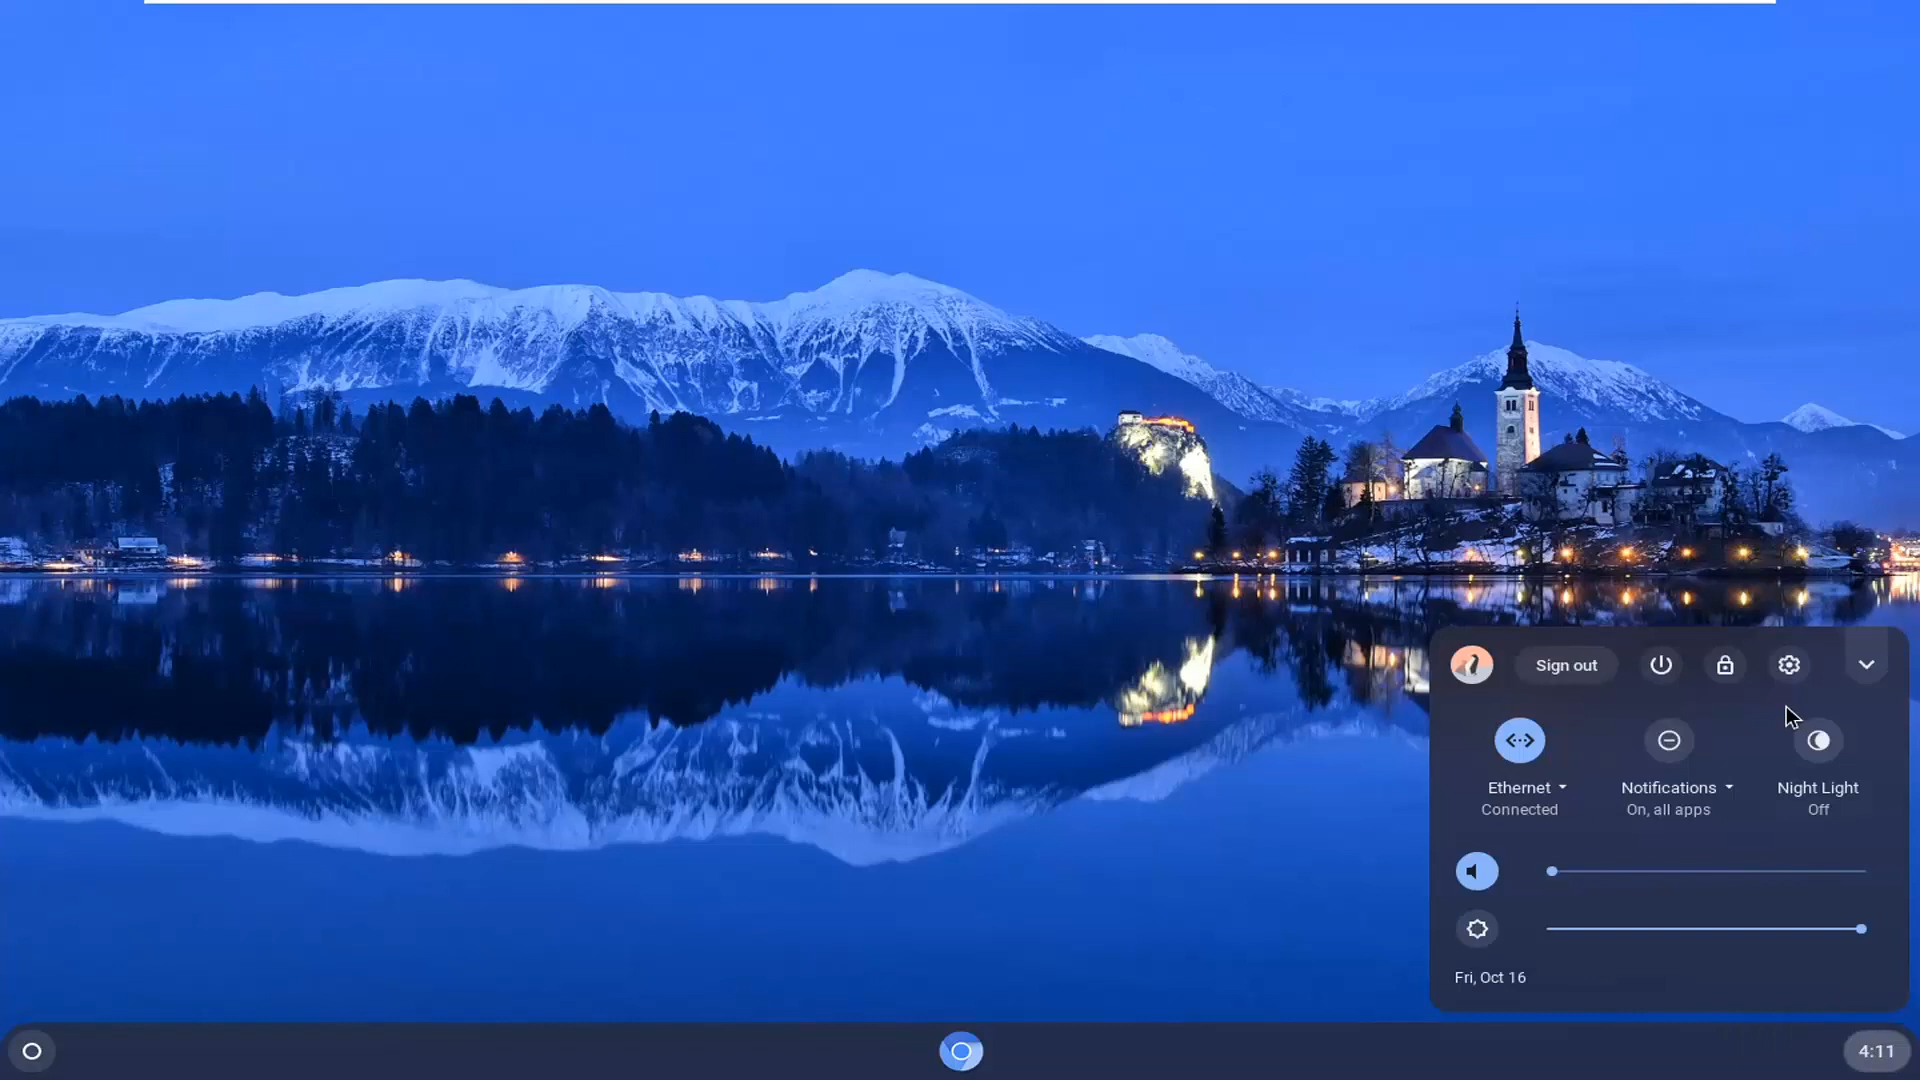 Sign out
Ethernet
Connected
Notifications
On, all apps
Night Light
Off
Fri, Oct 16
4:11